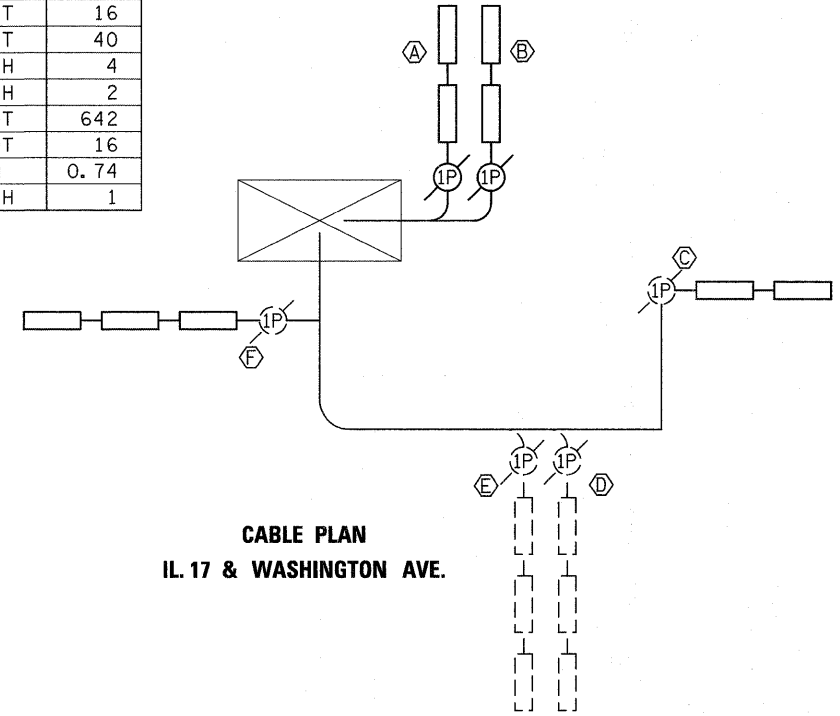 T 16
T 40
H 4
H 2
T 642
T 16
0.74
H 1
A
B
1P
1P
C
1P
1P
F
1P
1P
E
D
CABLE PLAN
IL. 17 & WASHINGTON AVE.